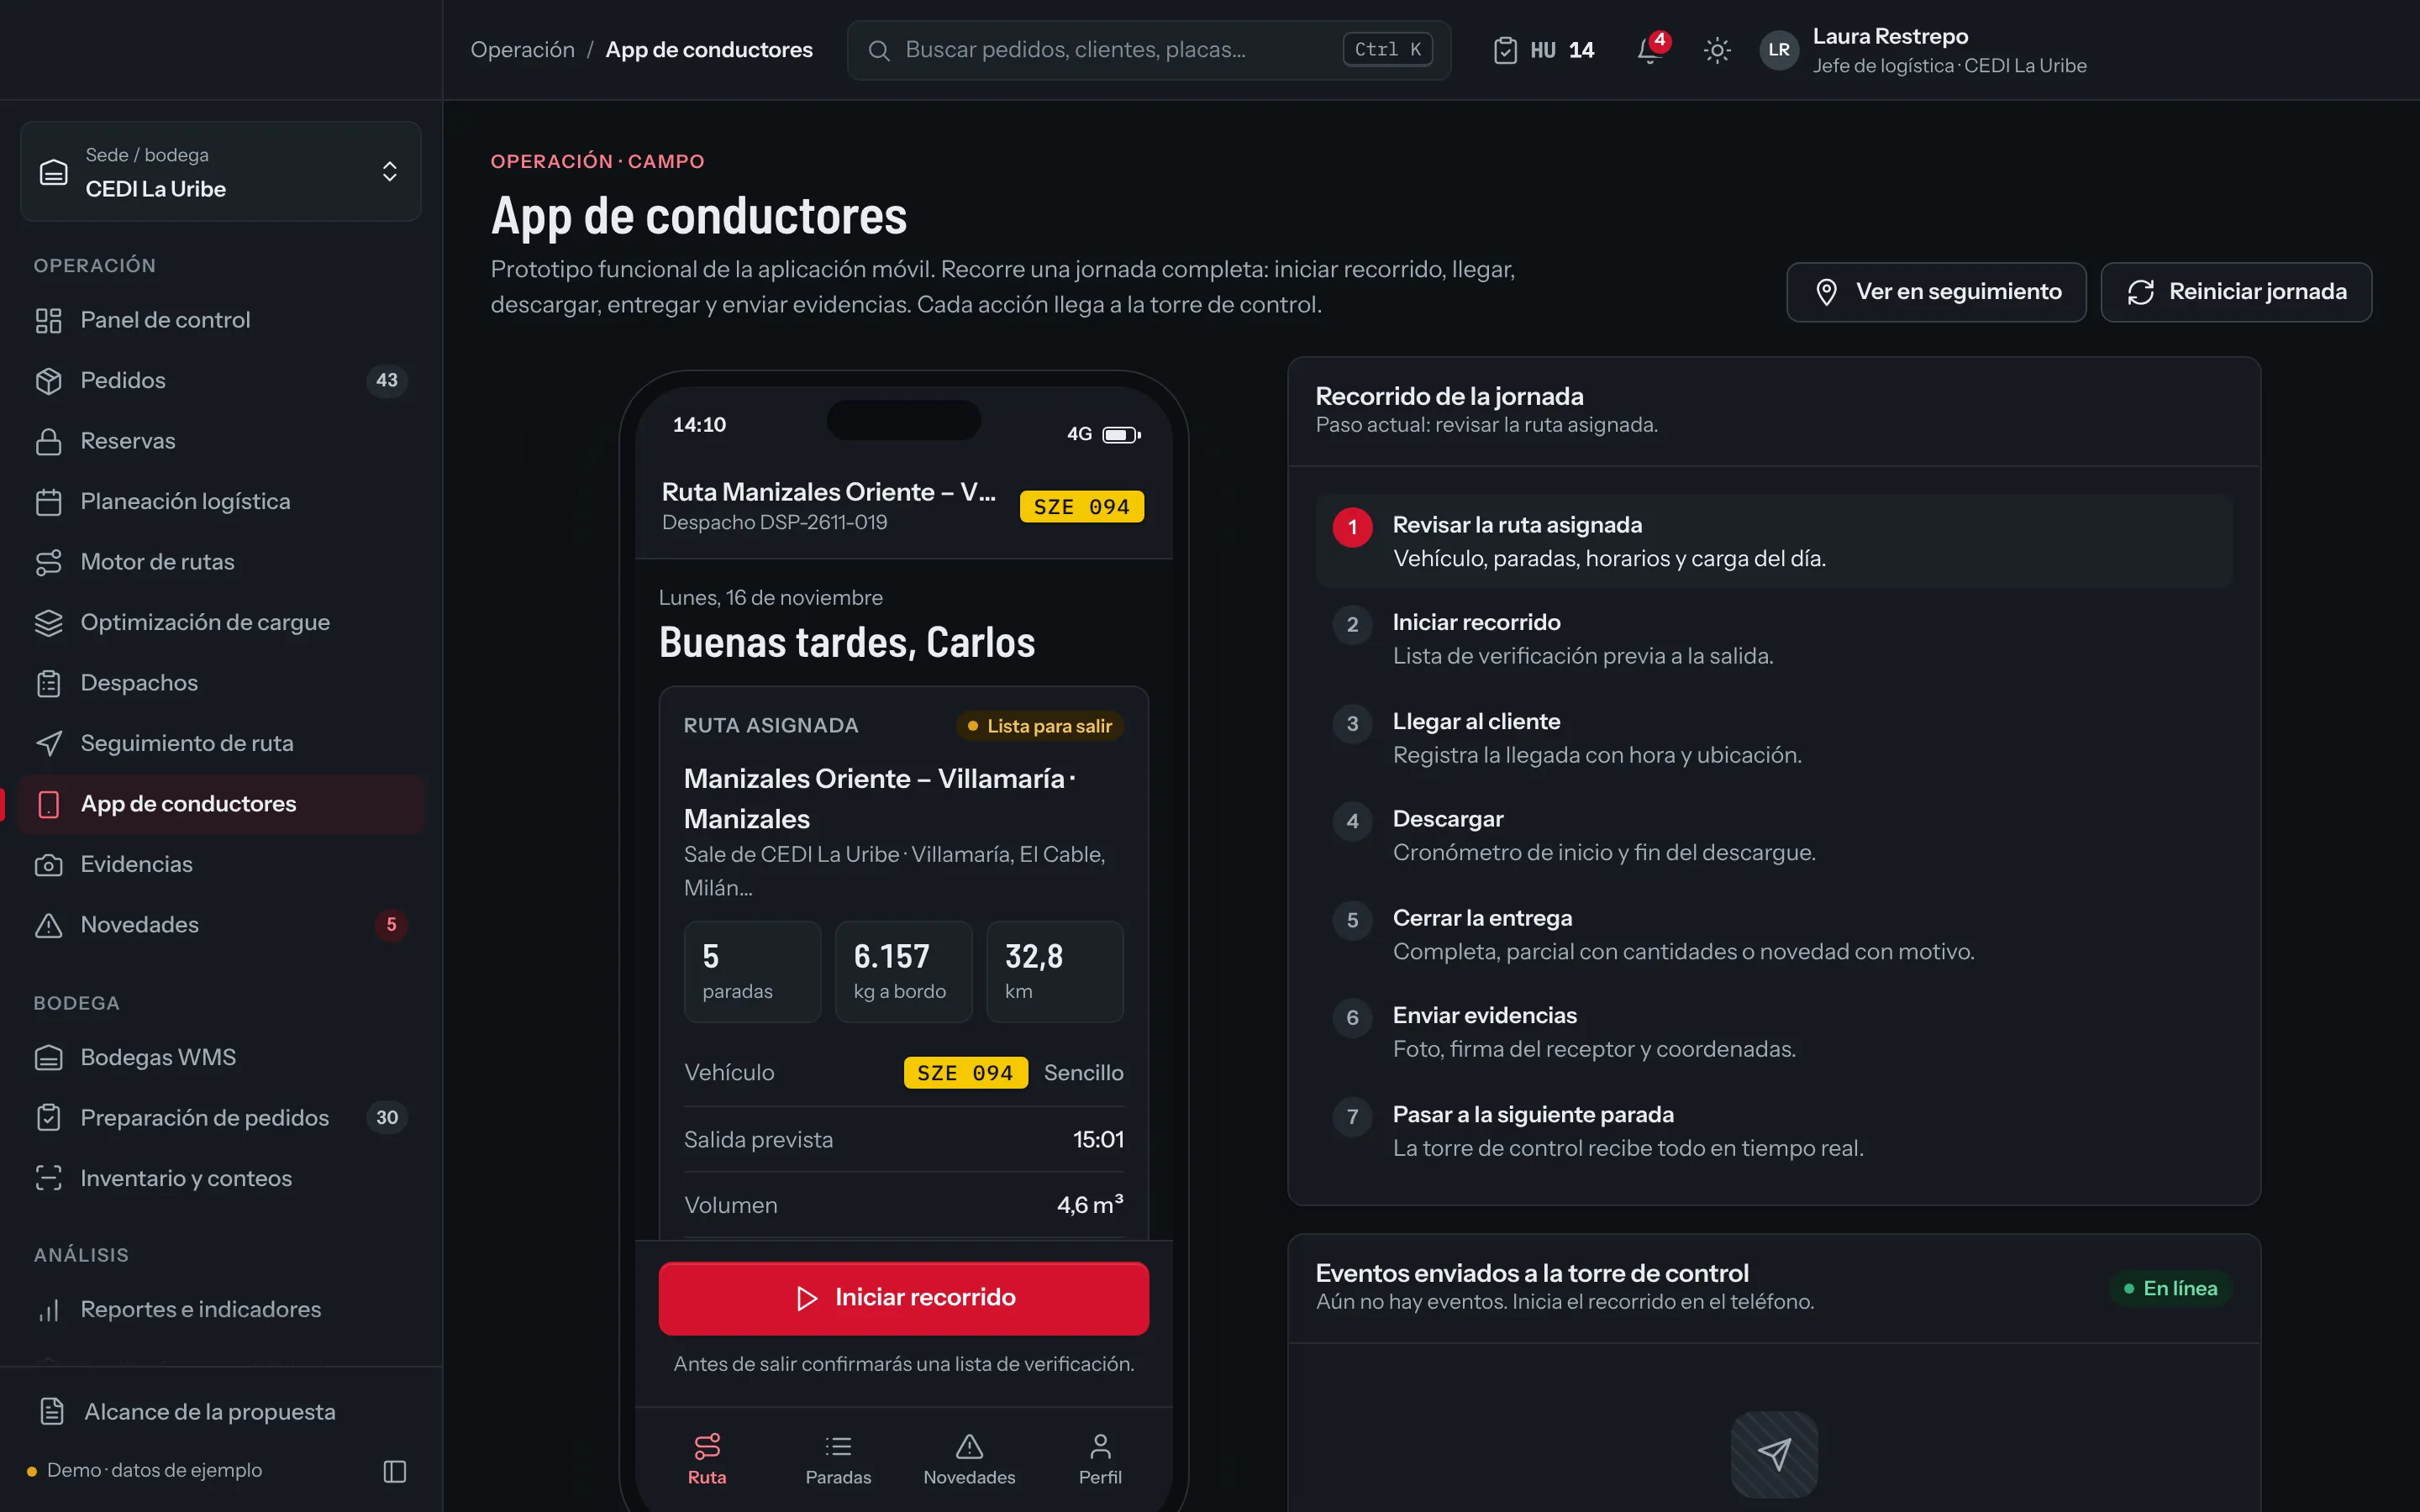 Operación / App de conductores
Buscar pedidos, clientes, placas...
Ctrl K
HU 14
4
LR
Laura Restrepo
Jefe de logística · CEDI La Uribe
Sede / bodega
CEDI La Uribe
OPERACIÓN
Panel de control
Pedidos 43
Reservas
Planeación logística
Motor de rutas
Optimización de cargue
Despachos
Seguimiento de ruta
App de conductores
Evidencias
Novedades 5
BODEGA
Bodegas WMS
Preparación de pedidos 30
Inventario y conteos
ANÁLISIS
Reportes e indicadores
Alcance de la propuesta
Demo · datos de ejemplo
OPERACIÓN · CAMPO
App de conductores
Prototipo funcional de la aplicación móvil. Recorre una jornada completa: iniciar recorrido, llegar,
descargar, entregar y enviar evidencias. Cada acción llega a la torre de control.
Ver en seguimiento
Reiniciar jornada
14:10
4G
Ruta Manizales Oriente – V...
Despacho DSP-2611-019
SZE 094
Lunes, 16 de noviembre
Buenas tardes, Carlos
RUTA ASIGNADA
Lista para salir
Manizales Oriente – Villamaría ·
Manizales
Sale de CEDI La Uribe · Villamaría, El Cable,
Milán...
5 paradas
6.157 kg a bordo
32,8 km
Vehículo SZE 094 Sencillo
Salida prevista 15:01
Volumen 4,6 m³
Iniciar recorrido
Antes de salir confirmarás una lista de verificación.
Ruta
Paradas
Novedades
Perfil
Recorrido de la jornada
Paso actual: revisar la ruta asignada.
1 Revisar la ruta asignada
Vehículo, paradas, horarios y carga del día.
2 Iniciar recorrido
Lista de verificación previa a la salida.
3 Llegar al cliente
Registra la llegada con hora y ubicación.
4 Descargar
Cronómetro de inicio y fin del descargue.
5 Cerrar la entrega
Completa, parcial con cantidades o novedad con motivo.
6 Enviar evidencias
Foto, firma del receptor y coordenadas.
7 Pasar a la siguiente parada
La torre de control recibe todo en tiempo real.
Eventos enviados a la torre de control
Aún no hay eventos. Inicia el recorrido en el teléfono.
En línea